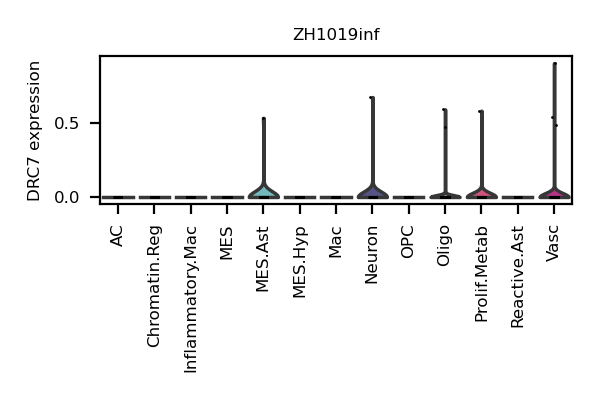 ZH1019inf
DRC7 expression
0.5
0.0
AC
Chromatin.Reg
Inflammatory.Mac
MES
MES.Ast
MES.Hyp
Mac
Neuron
OPC
Oligo
Prolif.Metab
Reactive.Ast
Vasc